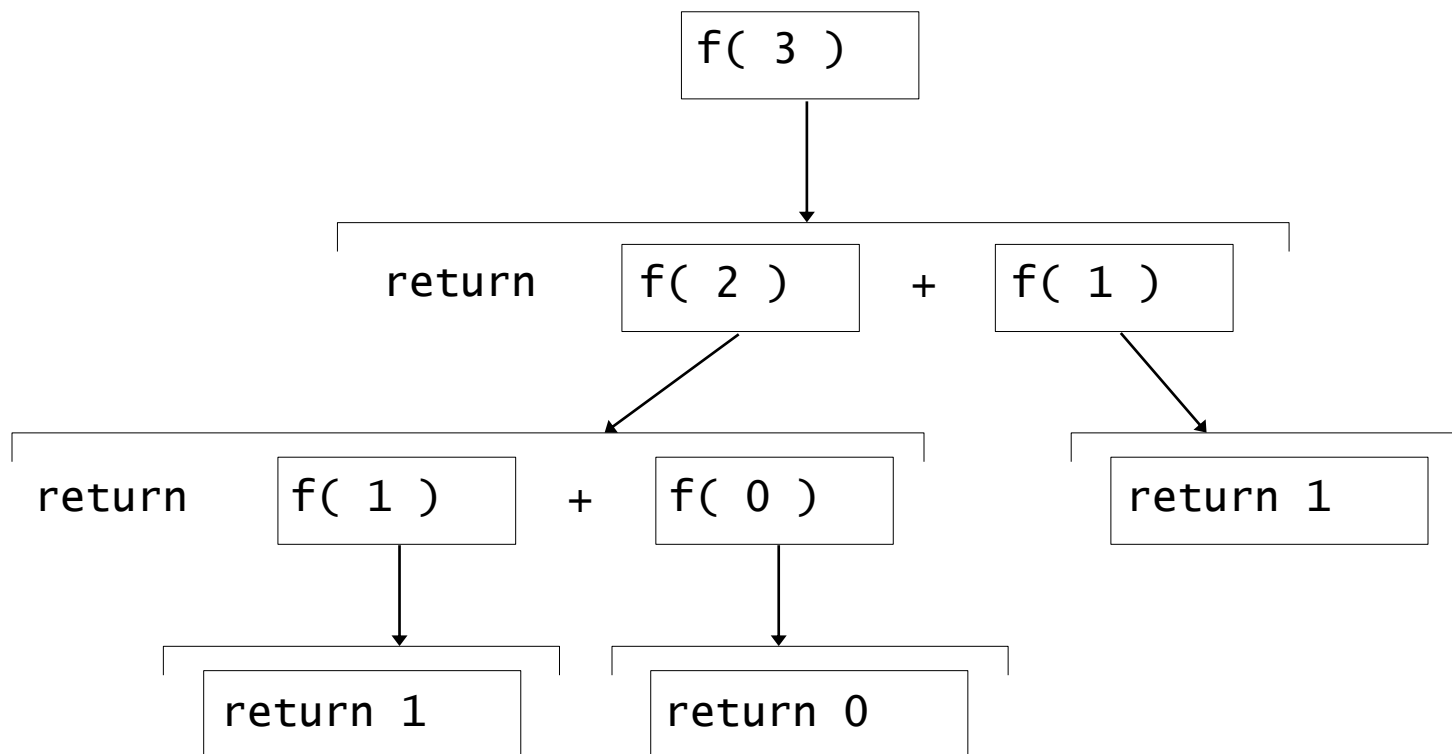 f( 3 )
return f( 2 ) + f( 1 )
return f( 1 ) + f( 0 ) return 1
return 1 return 0